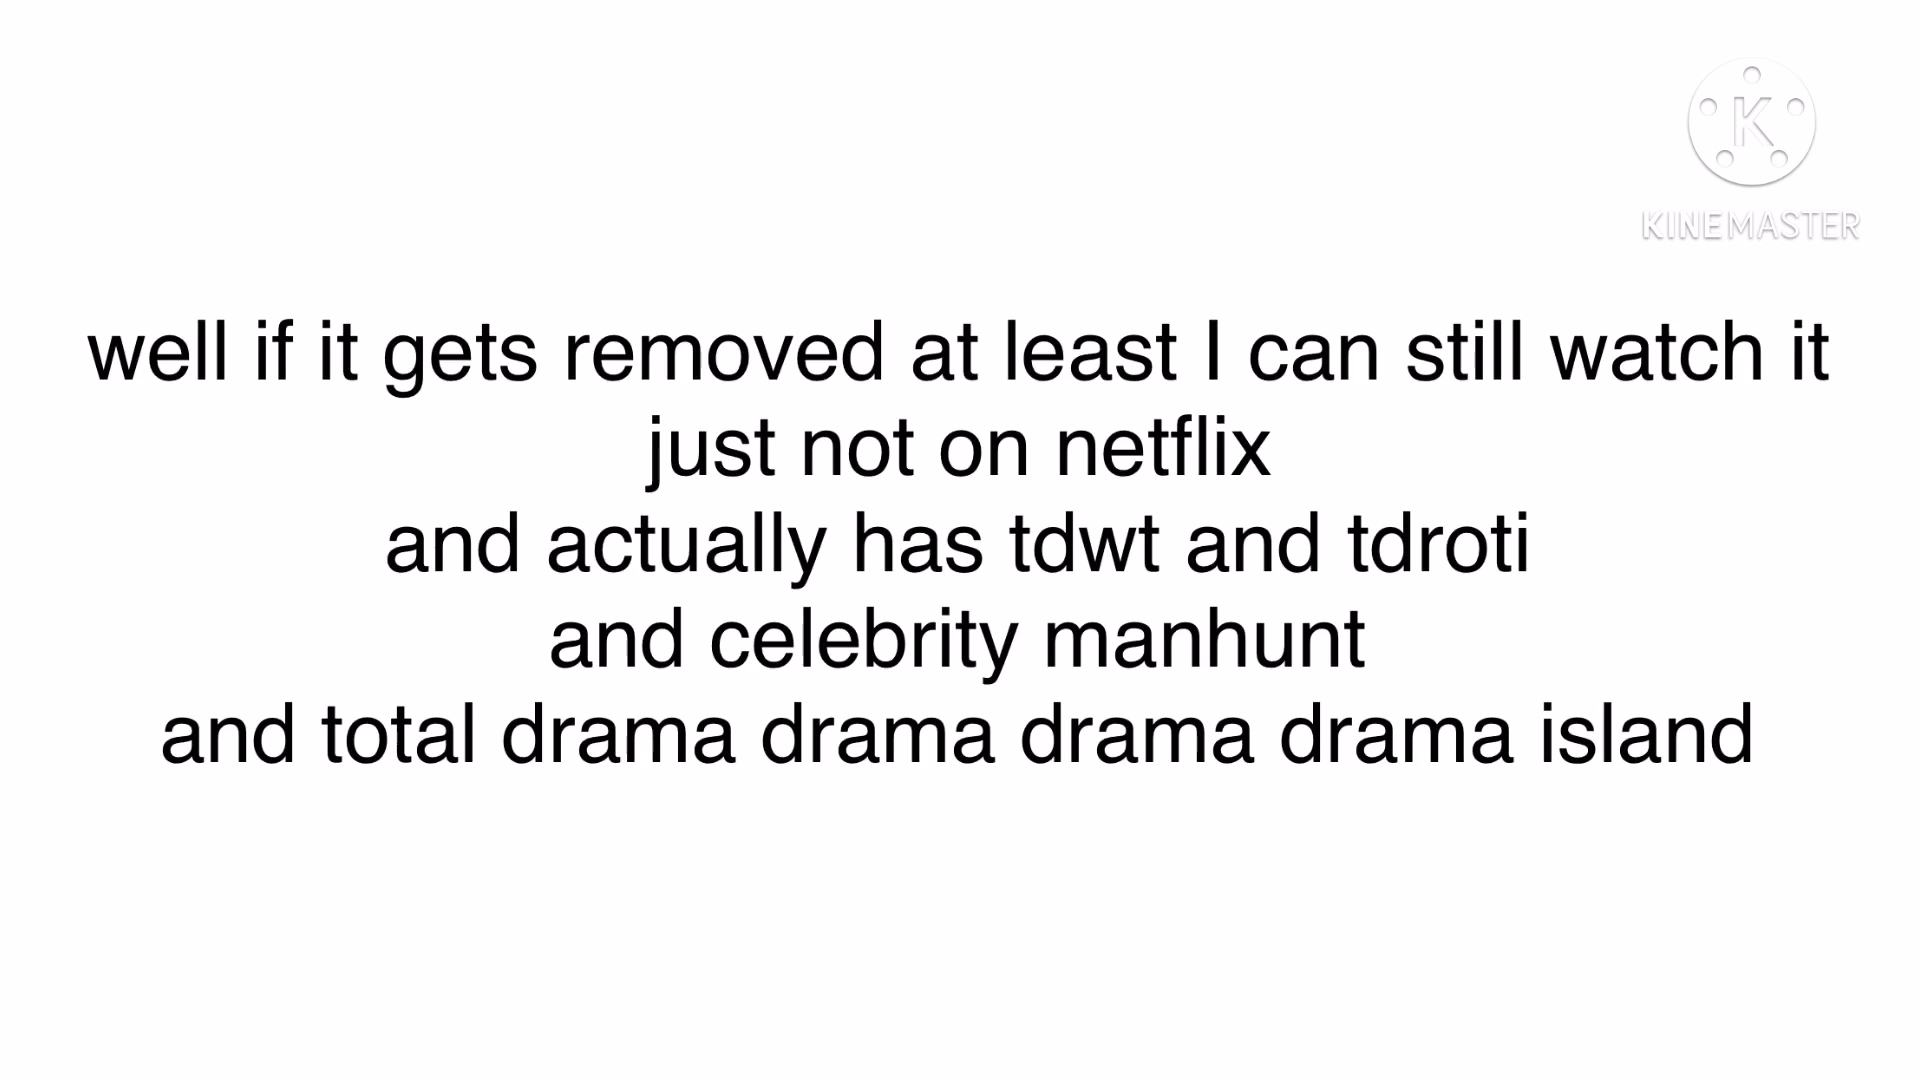 K
KINEMASTER
well if it gets removed at least I can still watch it
just not on netflix
and actually has tdwt and tdroti
and celebrity manhunt
and total drama drama drama drama island